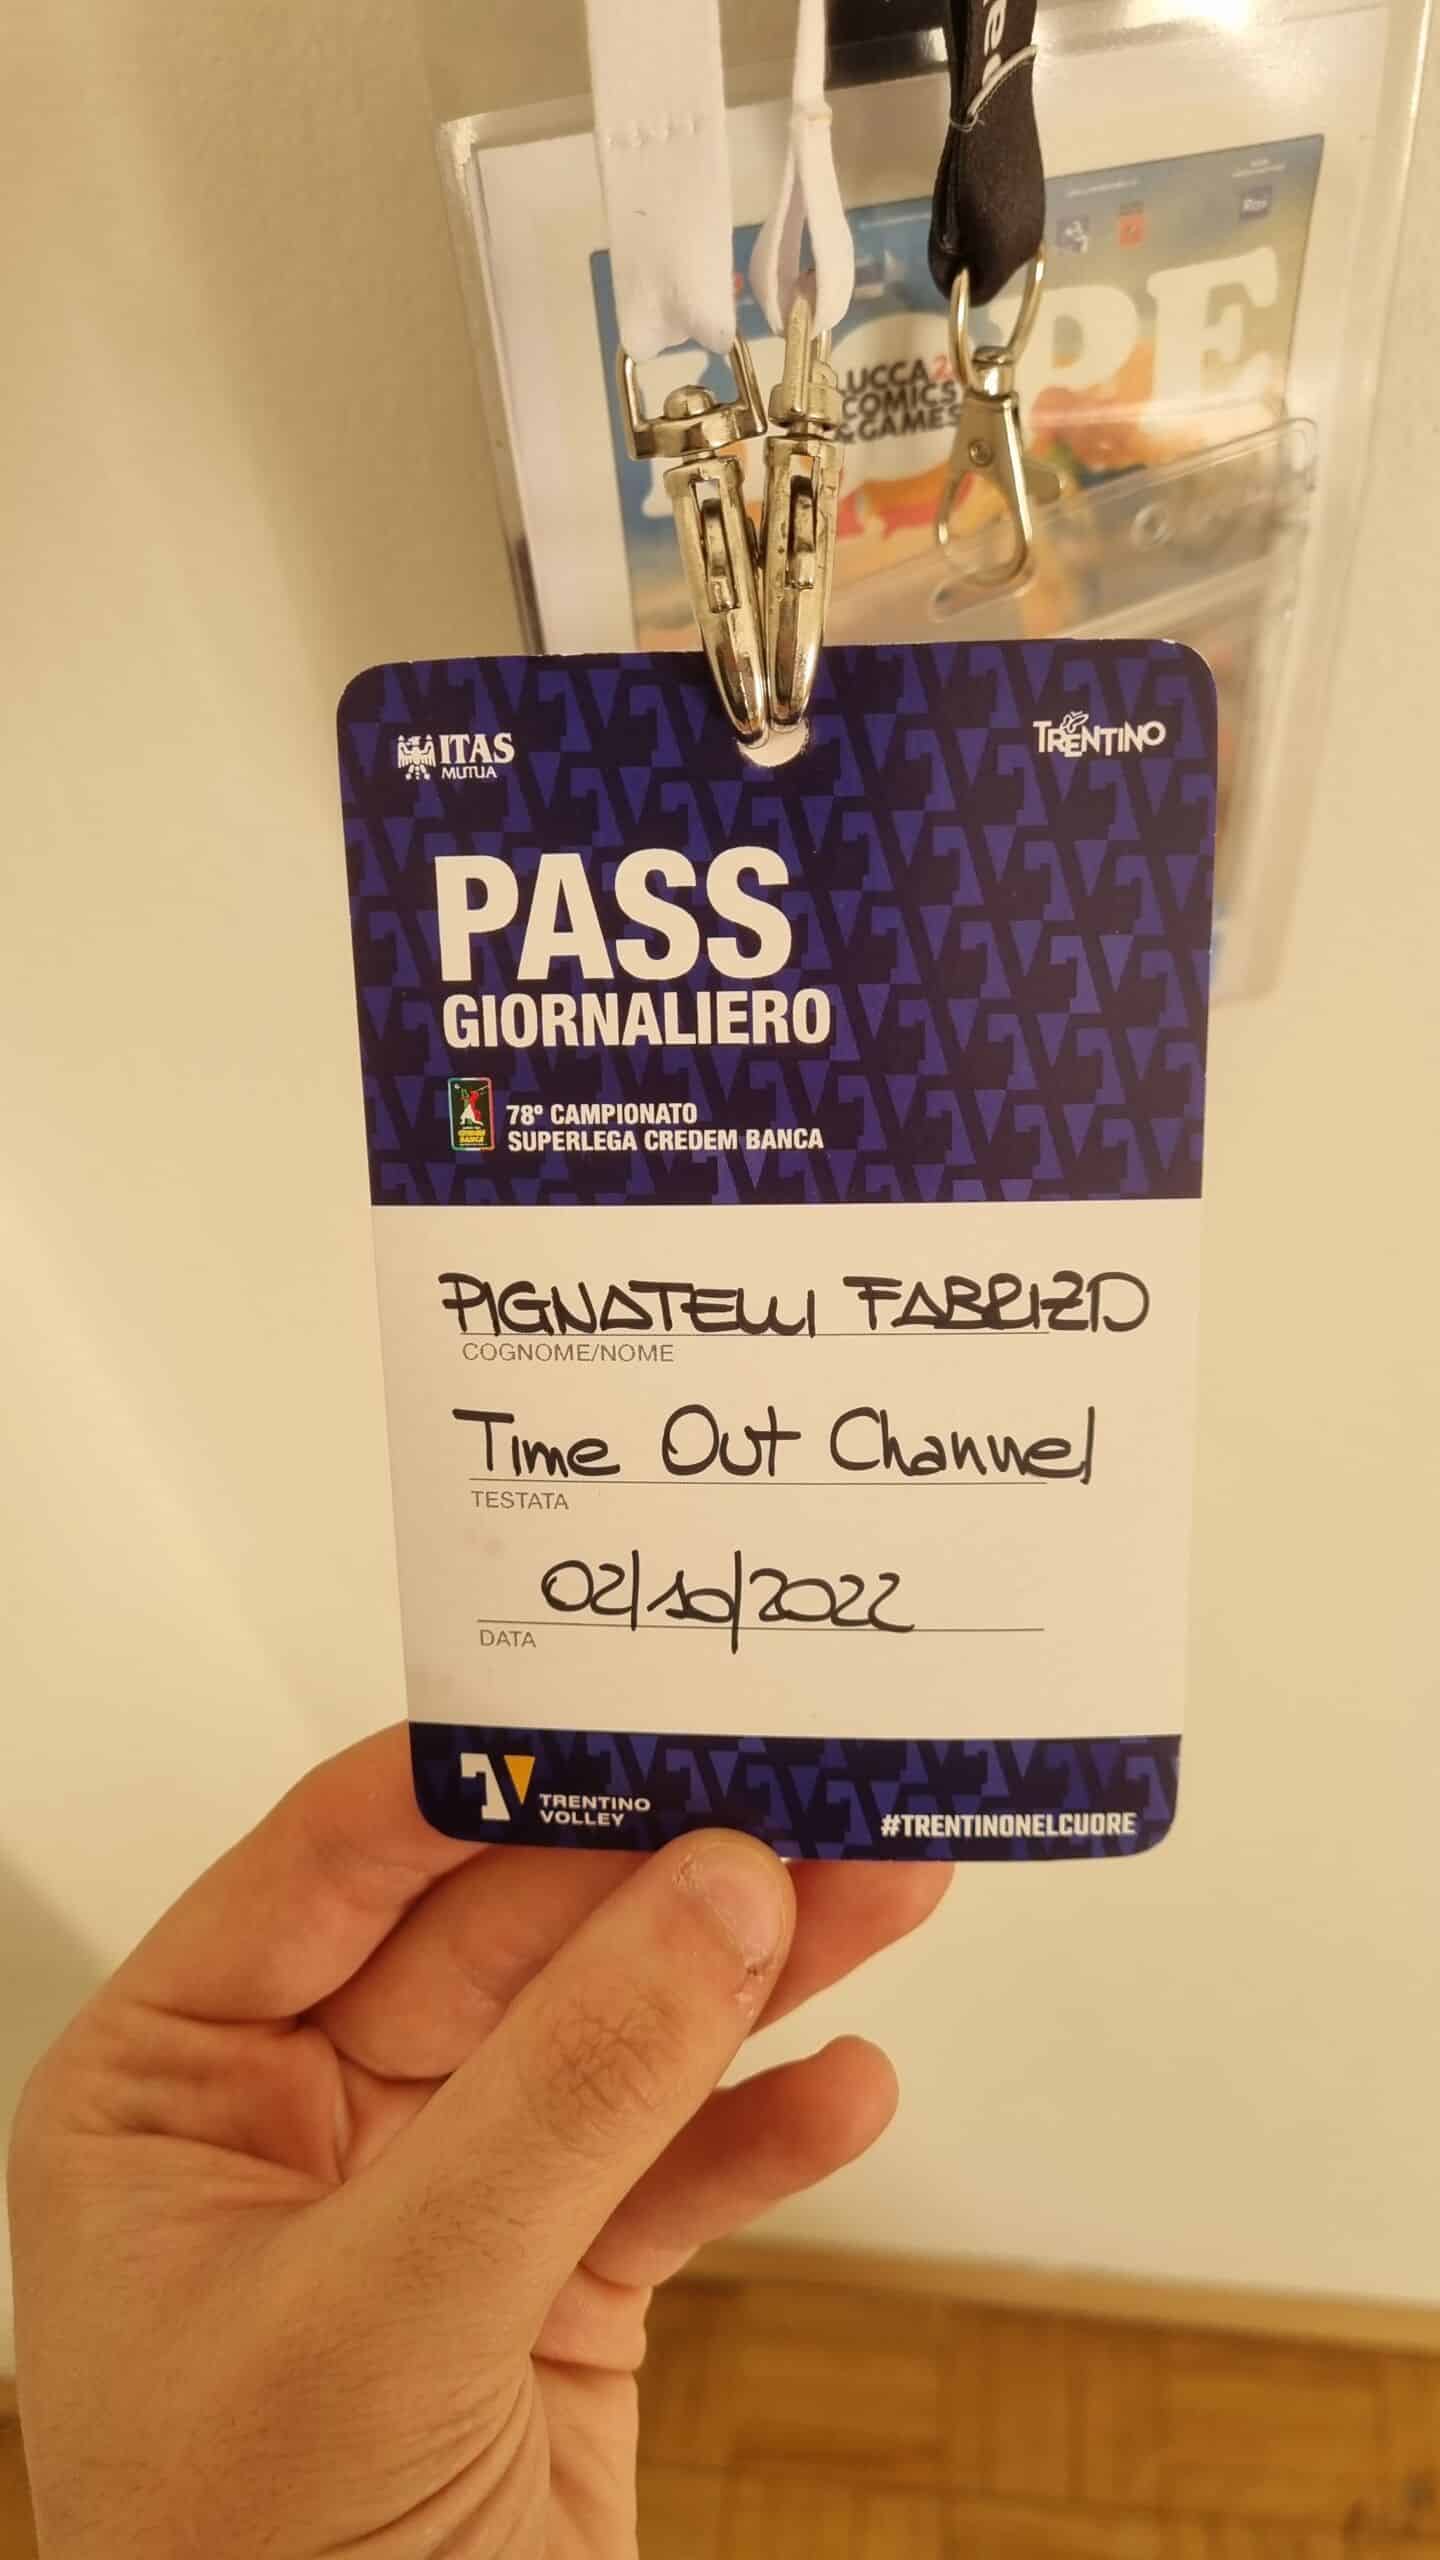 HOPE
LUCCA
COMICS
&GAMES
ITAS
MUTUA
TRENTINO
PASS
GIORNALIERO
78° CAMPIONATO
SUPERLEGA CREDEM BANCA
PIGNATELLI FABRIZIO
COGNOME/NOME
Time Out Channel
TESTATA
02/10/2022
DATA
TRENTINO
VOLLEY
#TRENTINONELCUORE